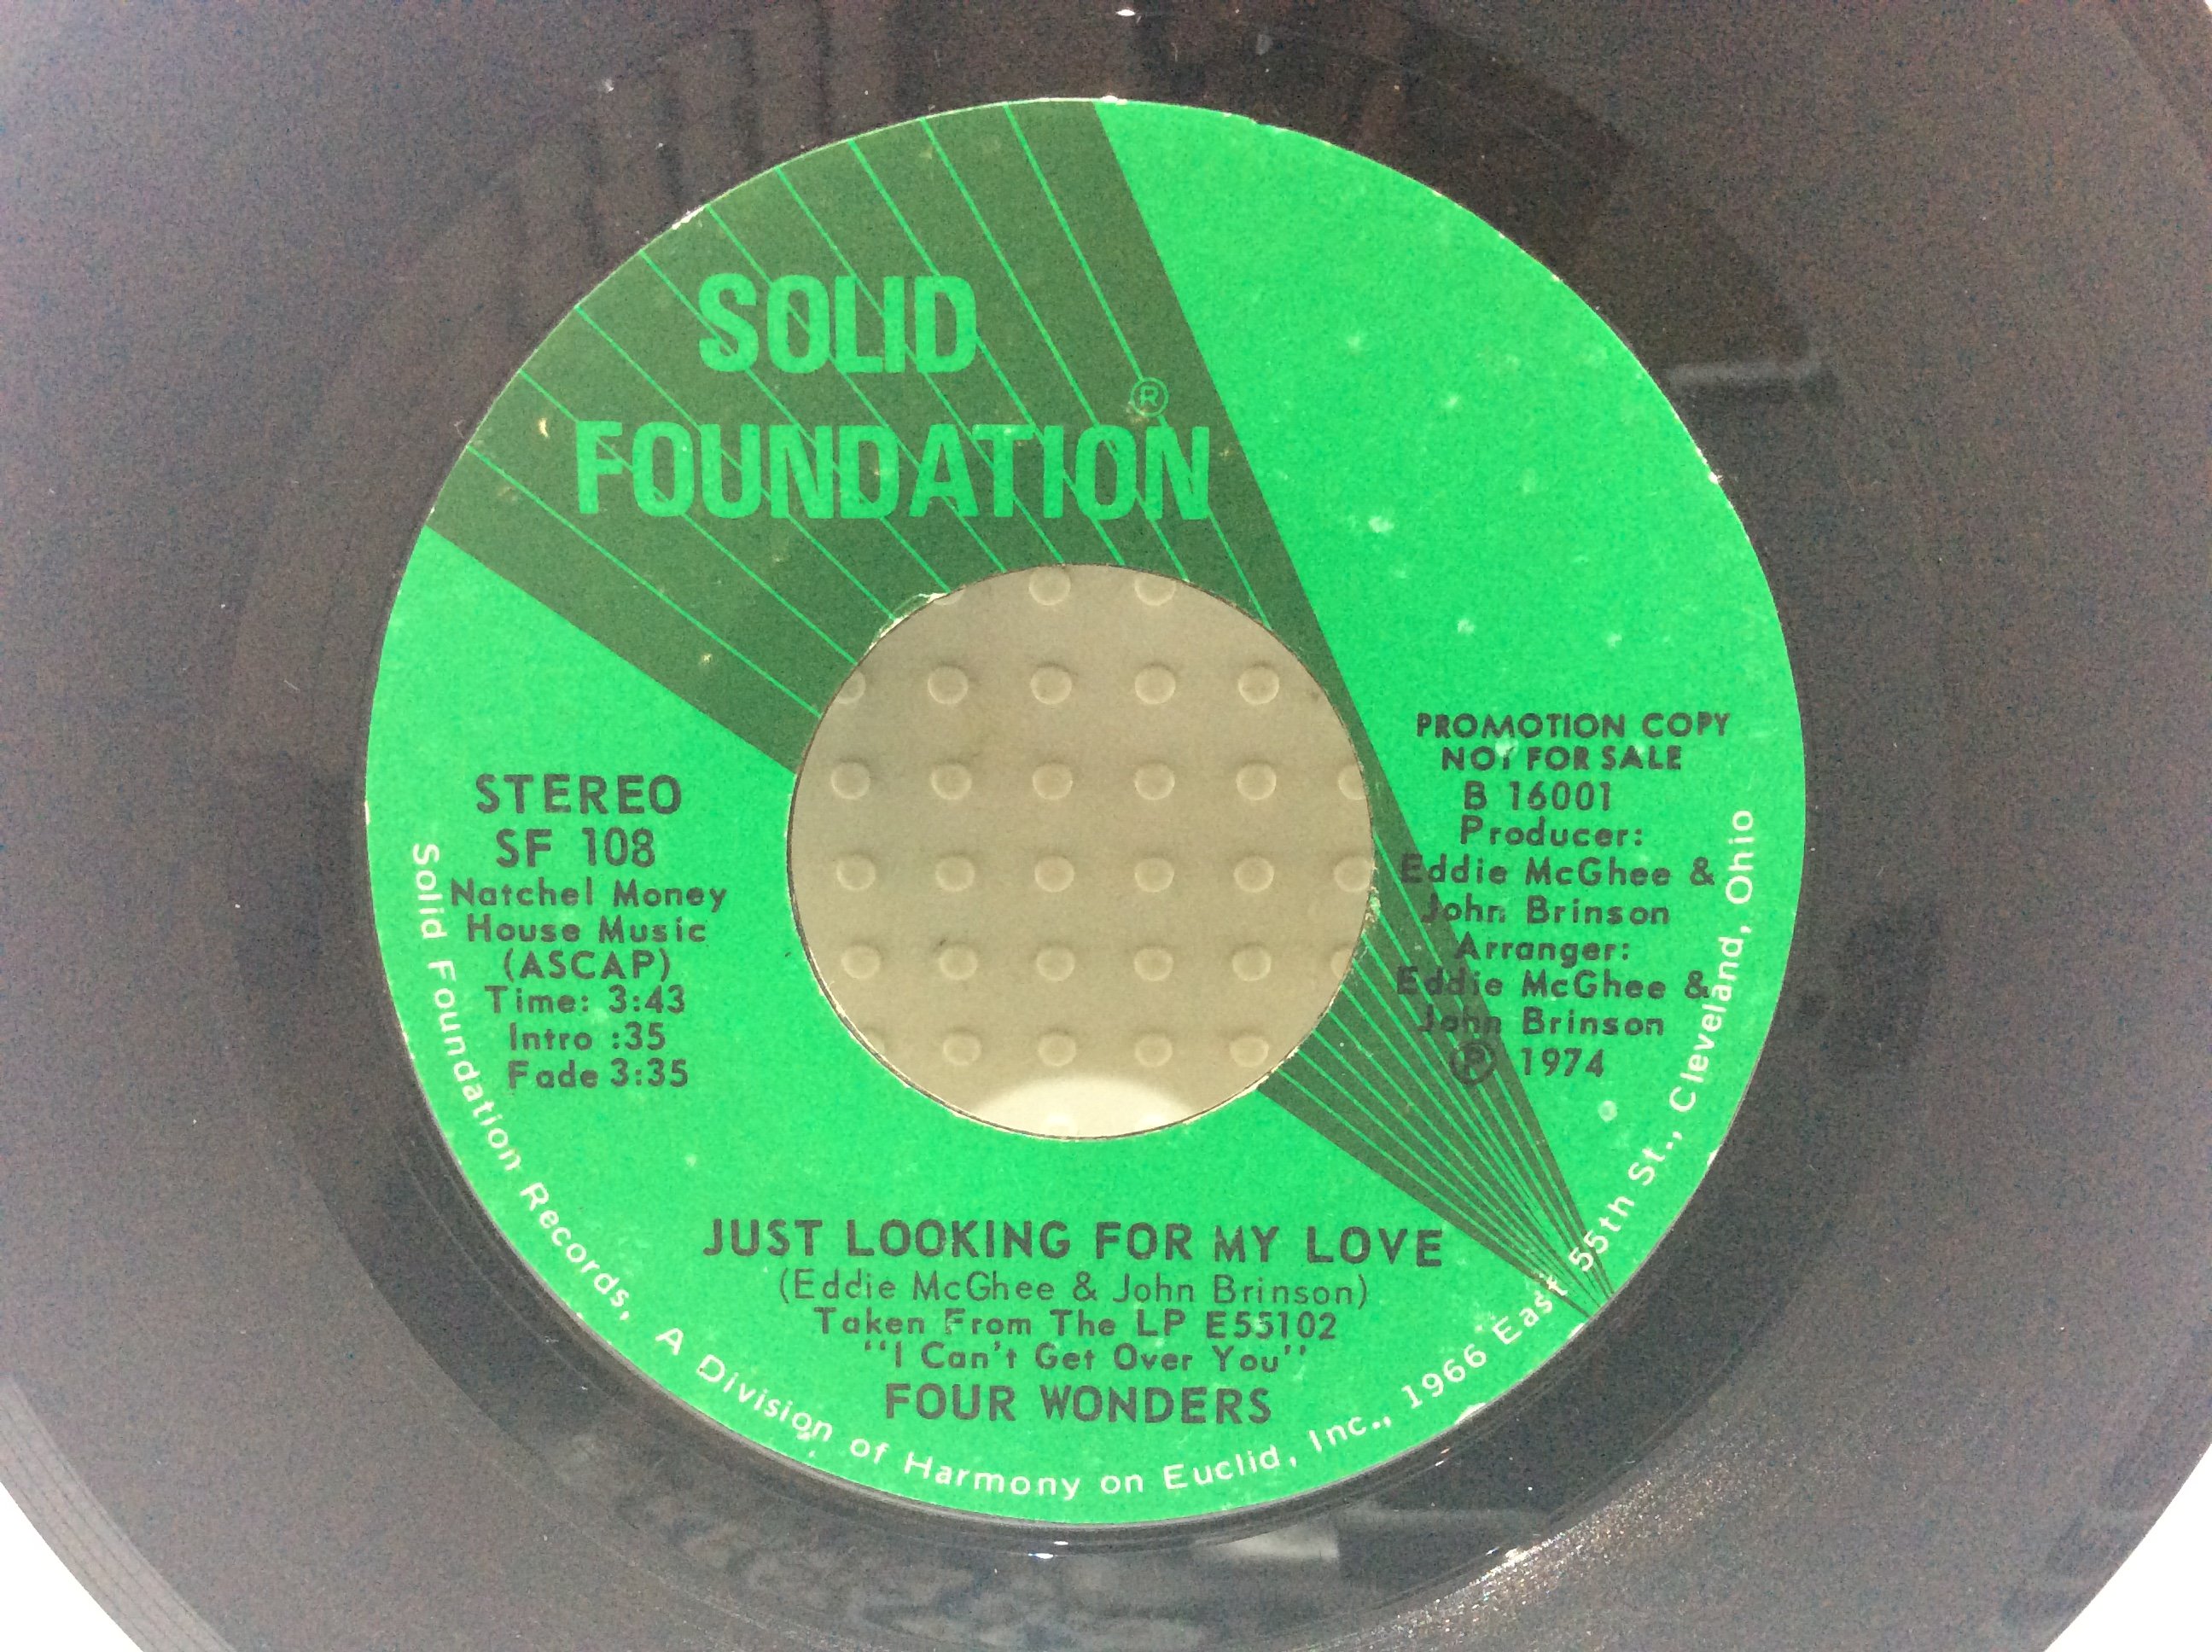 SOLID
FOUNDATION
®
STEREO
SF 108
Natchel Money
House Music
(ASCAP)
Time: 3:43
Intro :35
Fade 3:35
PROMOTION COPY
NOT FOR SALE
B 16001
Producer:
Eddie McGhee &
John Brinson
Arranger:
Eddie McGhee &
John Brinson
℗ 1974
JUST LOOKING FOR MY LOVE
(Eddie McGhee & John Brinson)
Taken From The LP E55102
"I Can't Get Over You"
FOUR WONDERS
Solid Foundation Records, A Division of Harmony on Euclid, Inc., 1966 East 55th St., Cleveland, Ohio